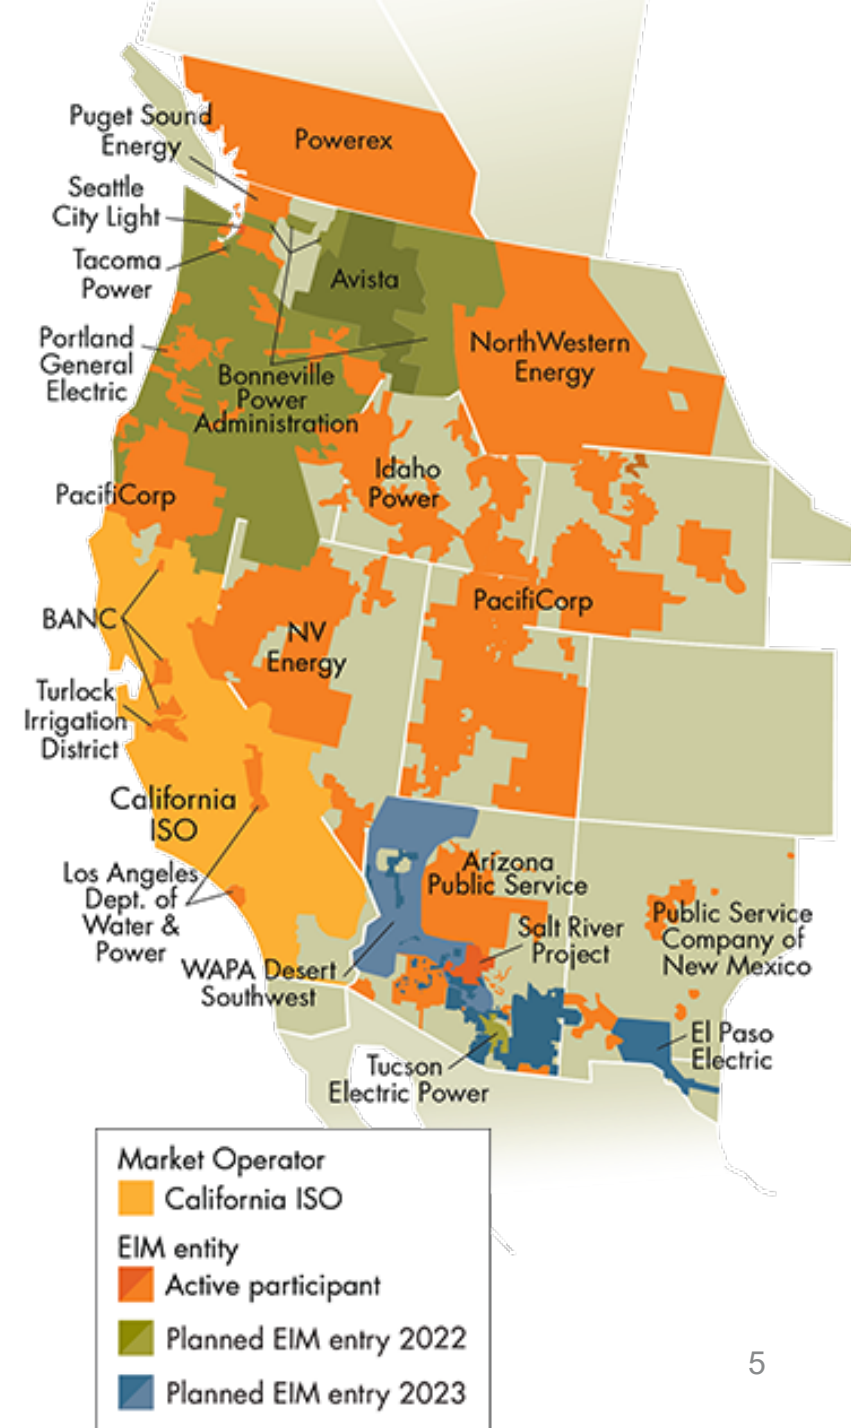 Puget Sound
Energy
Powerex
Seattle
City Light
Tacoma
Power
Avista
Portland
General
Electric
NorthWestern
Energy
Bonneville
Power
Administration
PacifiCorp
Idaho
Power
BANC
NV
Energy
PacifiCorp
Turlock
Irrigation
District
California
ISO
Los Angeles
Dept. of
Water &
Power
Arizona
Public Service
Salt River
Project
Public Service
Company of
New Mexico
WAPA Desert
Southwest
El Paso
Electric
Tucson
Electric Power
Market Operator
California ISO
EIM entity
Active participant
Planned EIM entry 2022
Planned EIM entry 2023
5